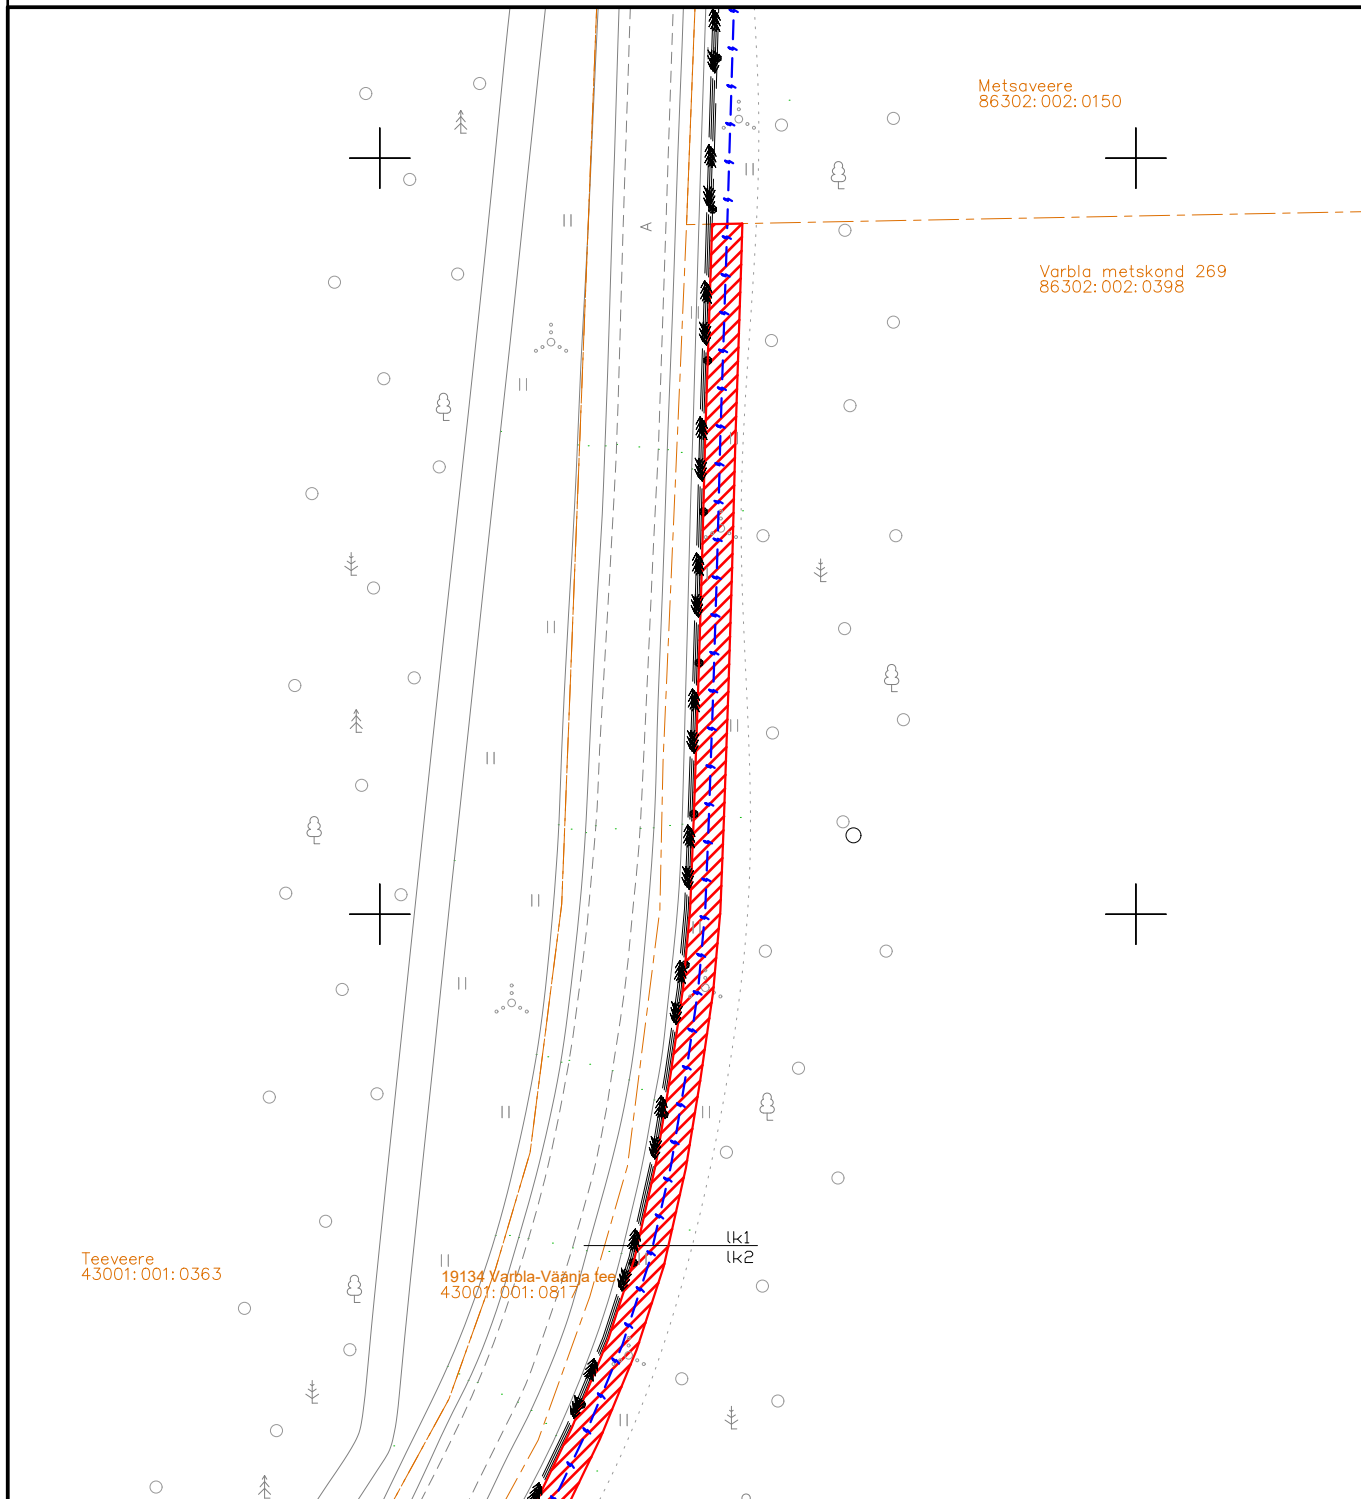 Metsaveere
86302:002:0150
A
Varbla metskond 269
86302:002:0398
lk1
lk2
Teeveere
43001:001:0363
19134 Varbla-Väänja tee
43001:001:0817